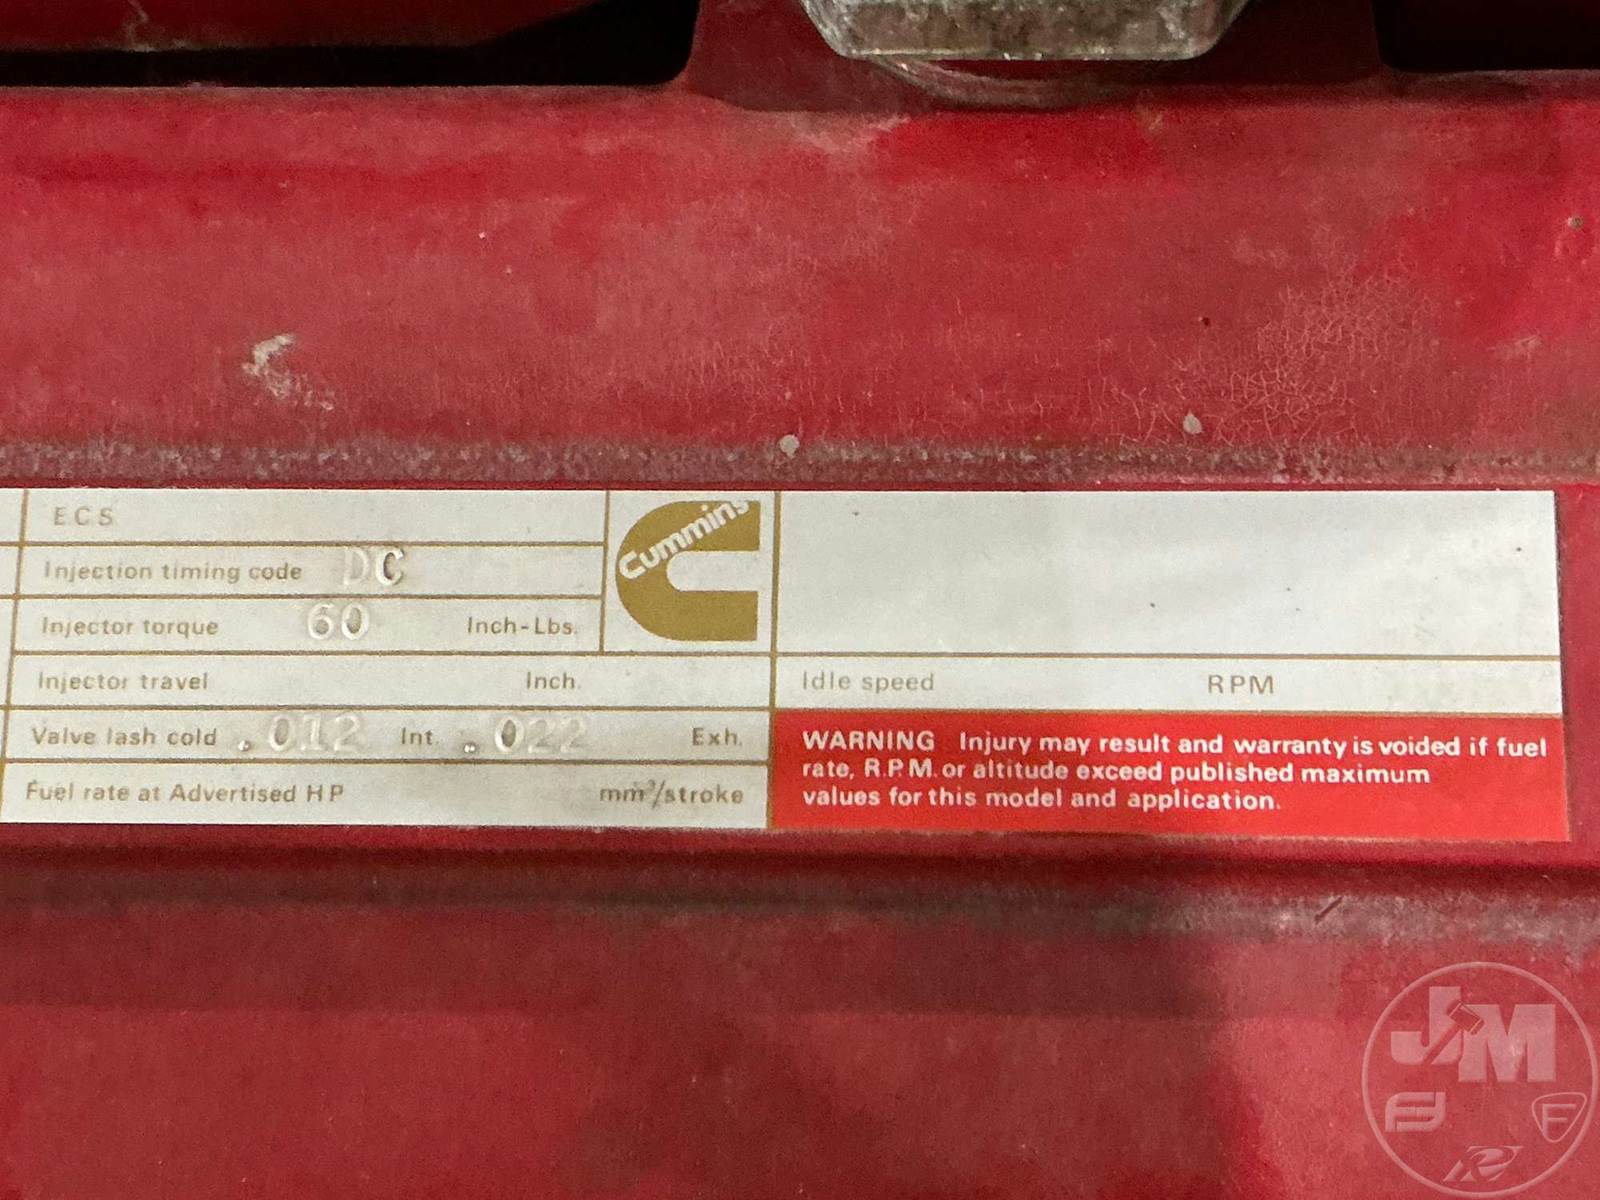 ECS
Injection timing code DC
Injector torque 60 Inch-Lbs.
Injector travel Inch.
Valve lash cold .012 Int. .022 Exh.
Fuel rate at Advertised HP mm³/stroke
Cummins
Idle speed RPM
WARNING Injury may result and warranty is voided if fuel
rate, R.P.M. or altitude exceed published maximum
values for this model and application.
JM